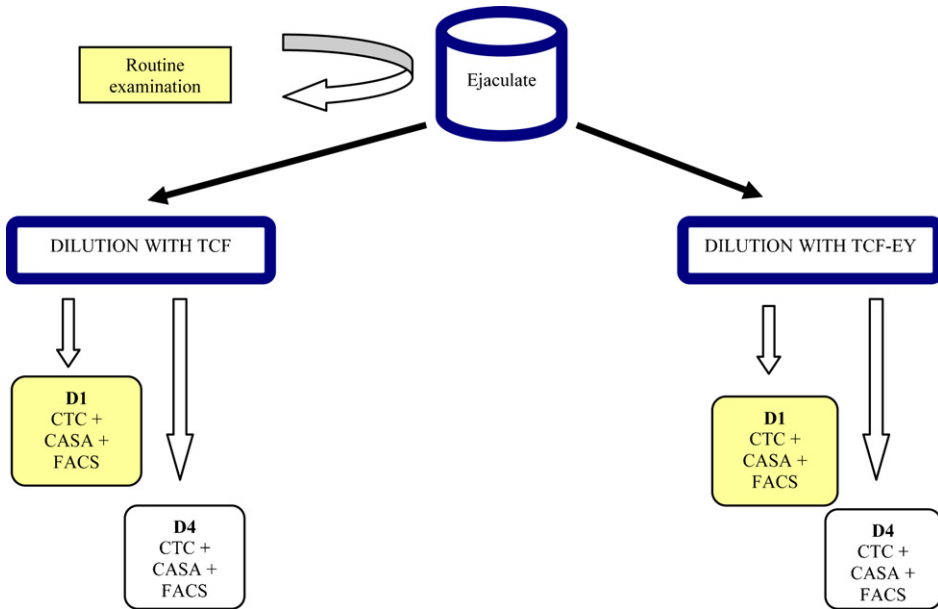 Routine
examination
Ejaculate
DILUTION WITH TCF
DILUTION WITH TCF-EY
D1
CTC +
CASA +
FACS
D4
CTC +
CASA +
FACS
D1
CTC +
CASA +
FACS
D4
CTC +
CASA +
FACS